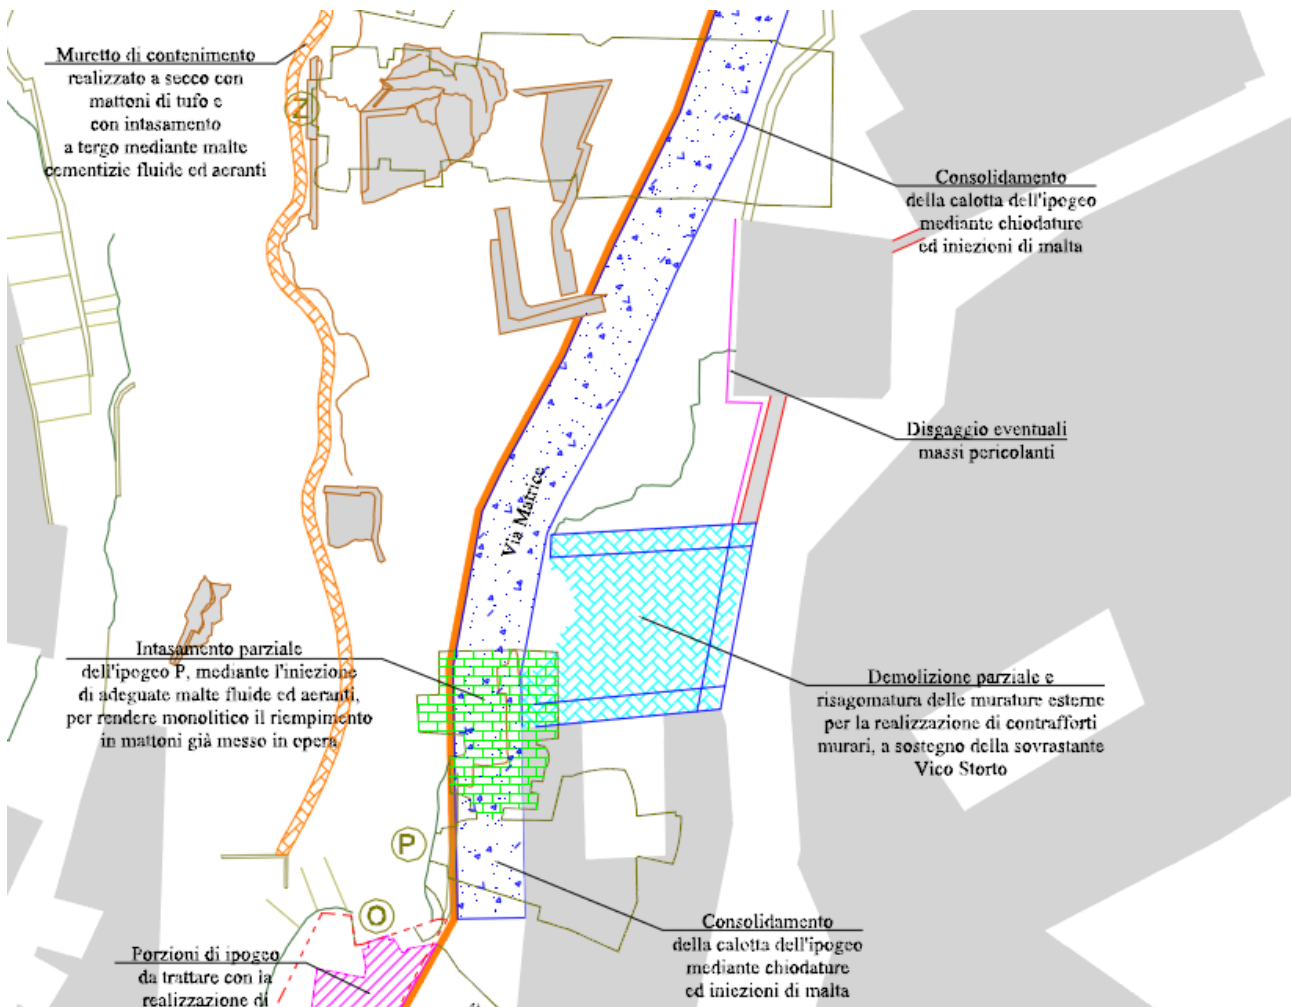 Muretto di contenimento
realizzato a secco con
mattoni di tufo e
con intasamento
a tergo mediante malte
cementizie fluide ed aeranti
Z
Consolidamento
della calotta dell'ipogeo
mediante chiodature
ed iniezioni di malta
Disgaggio eventuali
massi pericolanti
Via Matrice
Intasamento parziale
dell'ipogeo P, mediante l'iniezione
di adeguate malte fluide ed aeranti,
per rendere monolitico il riempimento
in mattoni già messo in opera
Demolizione parziale e
risagomatura delle murature esterne
per la realizzazione di contrafforti
murari, a sostegno della sovrastante
Vico Storto
P
O
Consolidamento
della calotta dell'ipogeo
mediante chiodature
ed iniezioni di malta
Porzioni di ipogeo
da trattare con la
realizzazione di